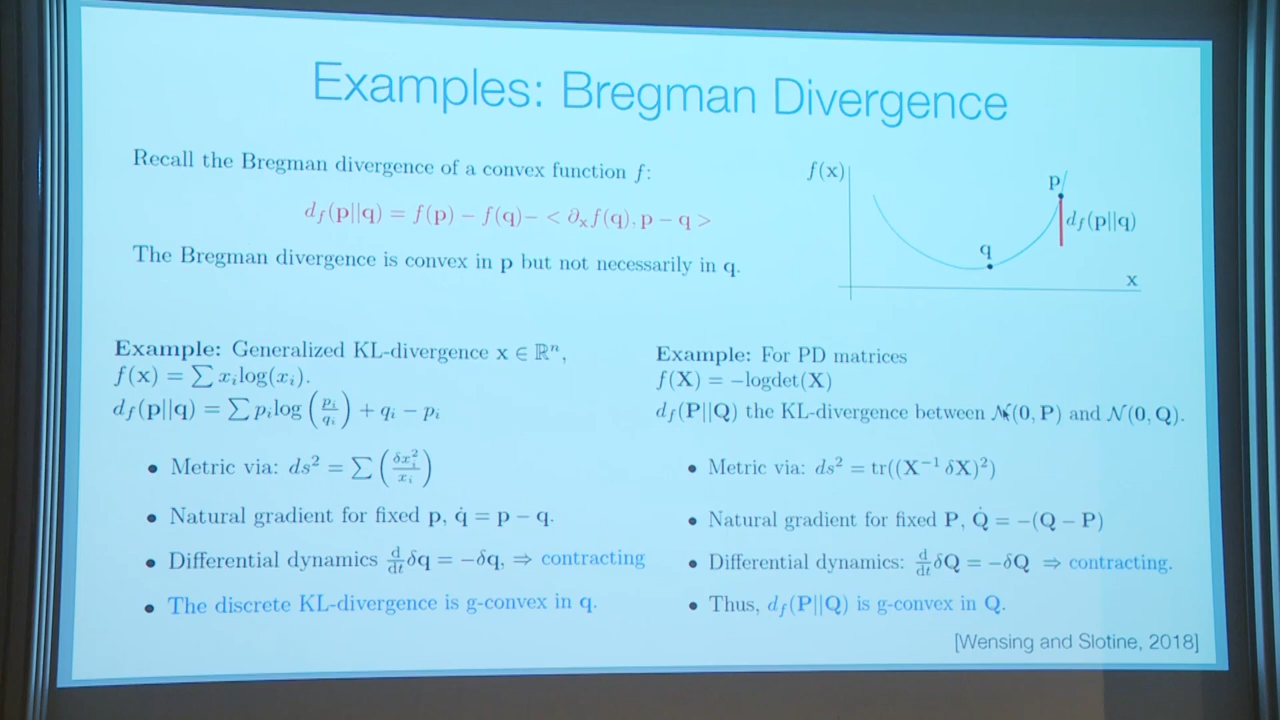 Examples: Bregman Divergence
Recall the Bregman divergence of a convex function f:
d_f(p||q) = f(p) − f(q)− < ∂_x f(q), p − q >
The Bregman divergence is convex in p but not necessarily in q.
f(x)
p
d_f(p||q)
q
x
Example: Generalized KL-divergence x ∈ ℝⁿ,
f(x) = ∑ x_i log(x_i).
d_f(p||q) = ∑ p_i log (p_i/q_i) + q_i − p_i
• Metric via: ds² = ∑ (δx_i²/x_i)
• Natural gradient for fixed p, q̇ = p − q.
• Differential dynamics d/dt δq = −δq, ⇒ contracting
• The discrete KL-divergence is g-convex in q.
Example: For PD matrices
f(X) = −logdet(X)
d_f(P||Q) the KL-divergence between 𝒩(0, P) and 𝒩(0, Q).
• Metric via: ds² = tr((X⁻¹ δX)²)
• Natural gradient for fixed P, Q̇ = −(Q − P)
• Differential dynamics: d/dt δQ = −δQ ⇒ contracting.
• Thus, d_f(P||Q) is g-convex in Q.
[Wensing and Slotine, 2018]